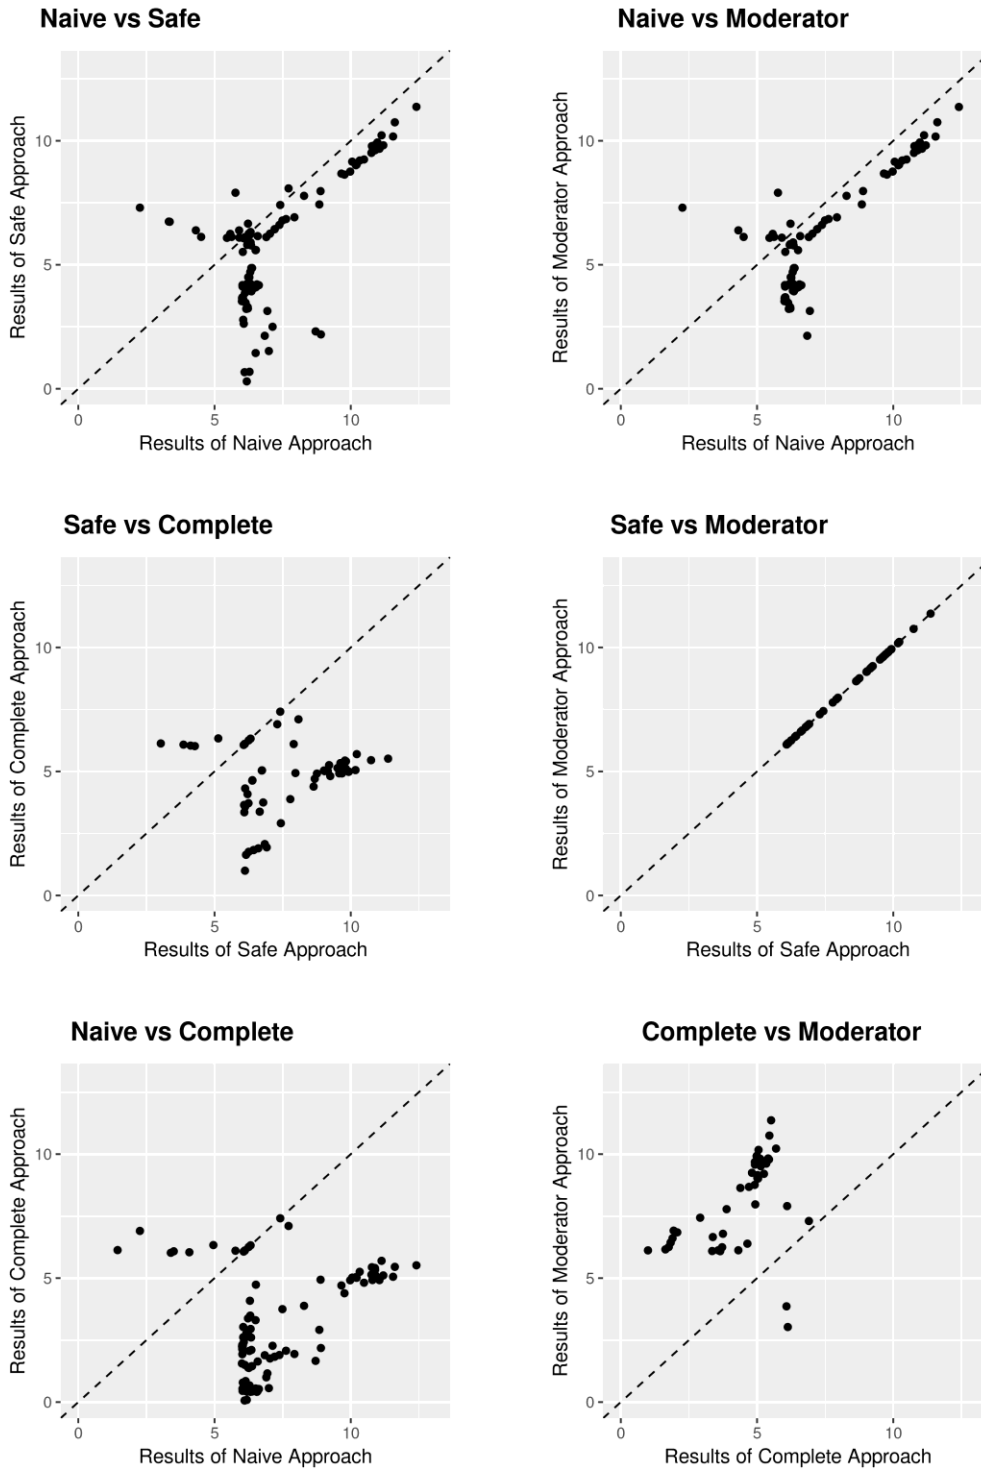 Naive vs Safe
Naive vs Moderator
Results of Safe Approach
10
5
0
0
5
10
Results of Naive Approach
Results of Moderator Approach
10
5
0
0
5
10
Results of Naive Approach
Safe vs Complete
Safe vs Moderator
Results of Complete Approach
10
5
0
0
5
10
Results of Safe Approach
Results of Moderator Approach
10
5
0
0
5
10
Results of Safe Approach
Naive vs Complete
Complete vs Moderator
Results of Complete Approach
10
5
0
0
5
10
Results of Naive Approach
Results of Moderator Approach
10
5
0
0
5
10
Results of Complete Approach